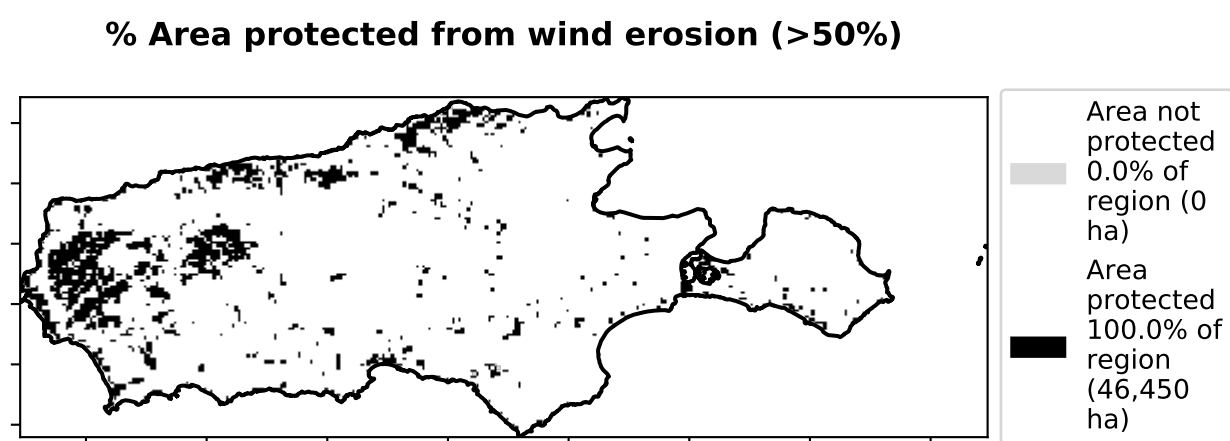 % Area protected from wind erosion (>50%)
Area not
protected
0.0% of
region (0
ha)
Area
protected
100.0% of
region
(46,450
ha)